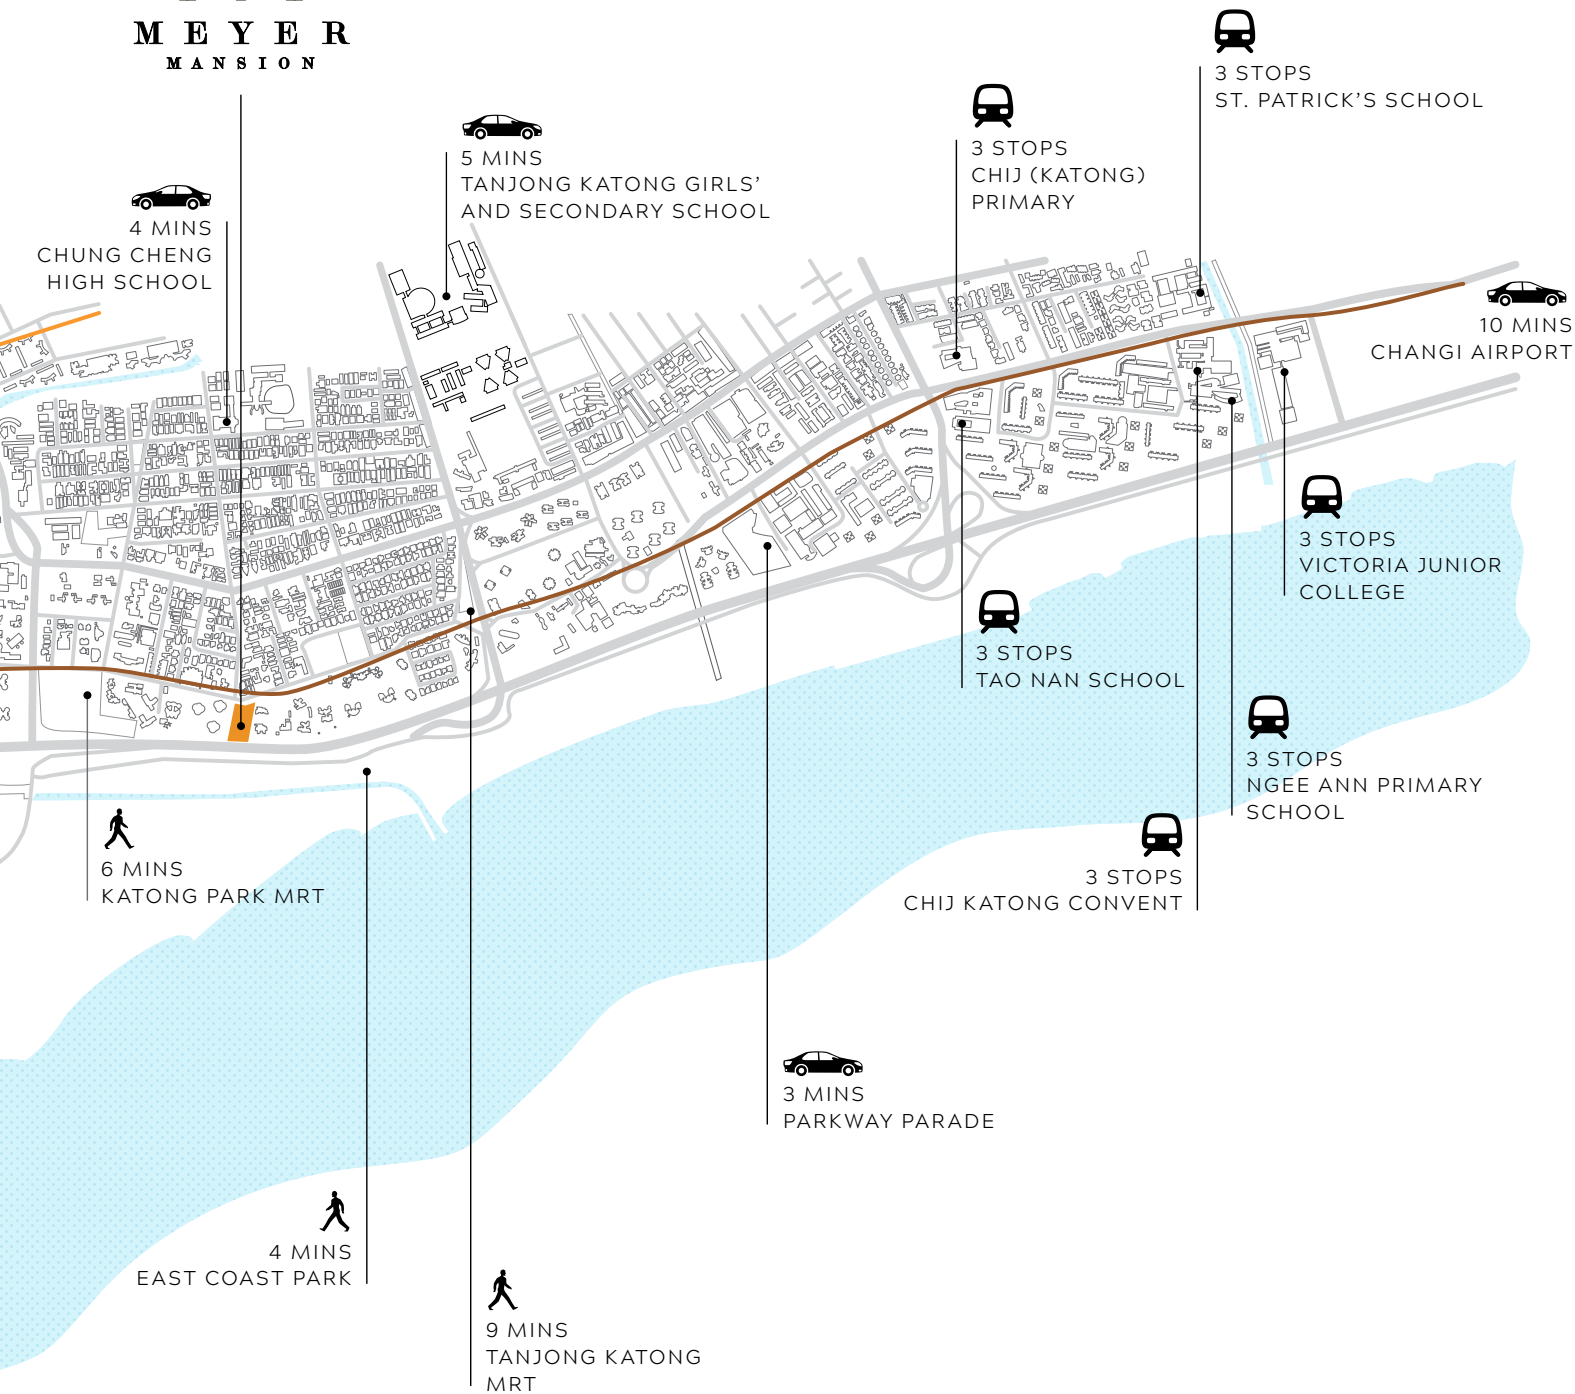 MEYER
MANSION
3 STOPS
ST. PATRICK'S SCHOOL
3 STOPS
CHIJ (KATONG)
PRIMARY
5 MINS
TANJONG KATONG GIRLS'
AND SECONDARY SCHOOL
4 MINS
CHUNG CHENG
HIGH SCHOOL
10 MINS
CHANGI AIRPORT
3 STOPS
VICTORIA JUNIOR
COLLEGE
3 STOPS
TAO NAN SCHOOL
3 STOPS
NGEE ANN PRIMARY
SCHOOL
6 MINS
KATONG PARK MRT
3 STOPS
CHIJ KATONG CONVENT
3 MINS
PARKWAY PARADE
4 MINS
EAST COAST PARK
9 MINS
TANJONG KATONG
MRT